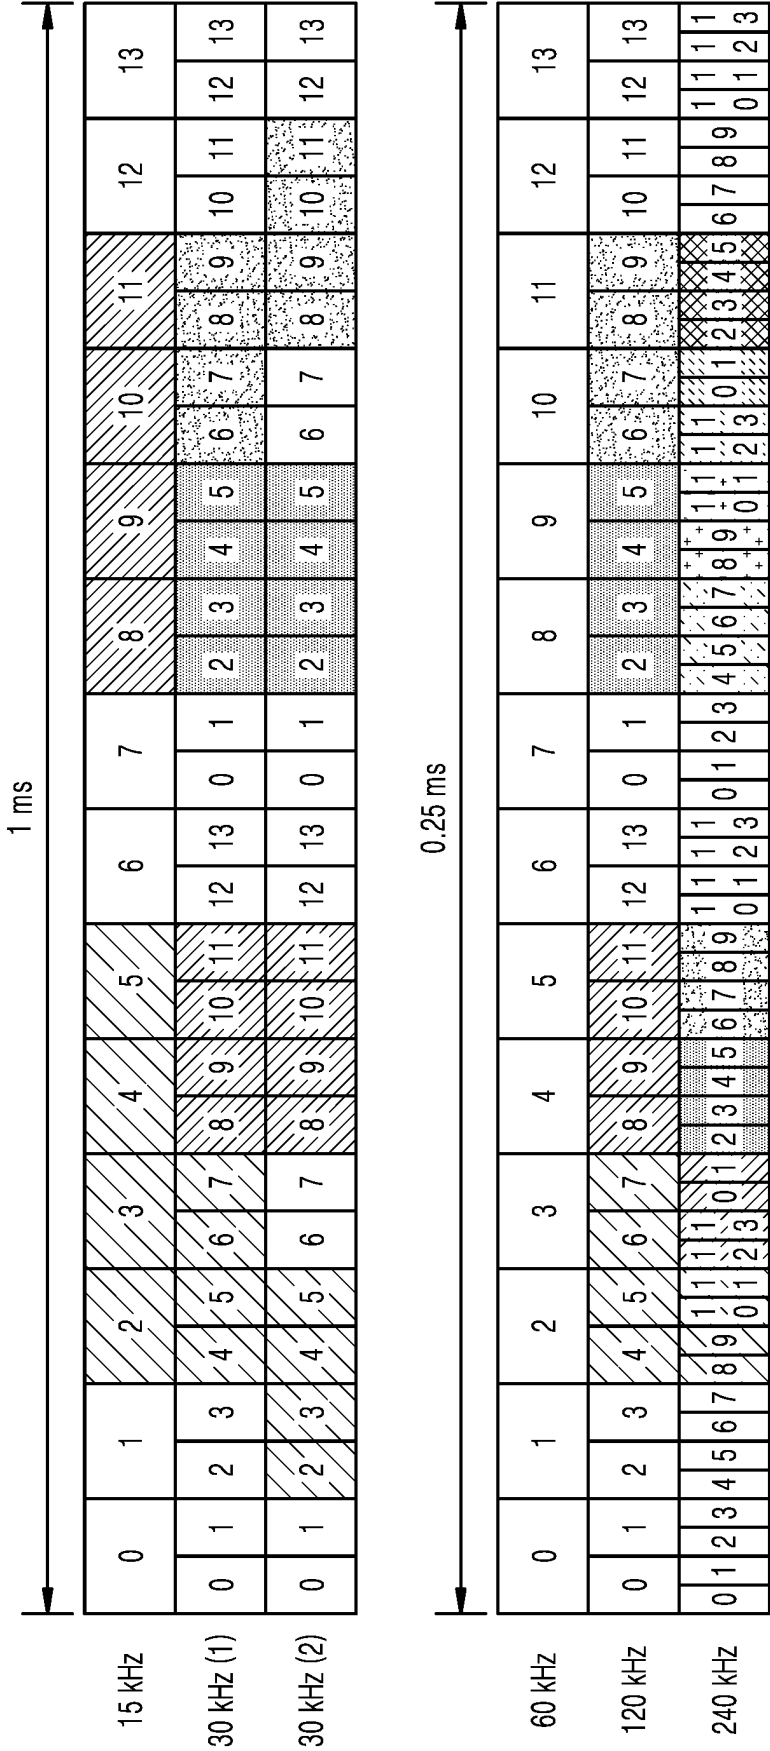 1 ms
15 kHz 0 1 2 3 4 5 6 7 8 9 10 11 12 13
30 kHz (1) 0 1 2 3 4 5 6 7 8 9 10 11 12 13 0 1 2 3 4 5 6 7 8 9 10 11 12 13
30 kHz (2) 0 1 2 3 4 5 6 7 8 9 10 11 12 13 0 1 2 3 4 5 6 7 8 9 10 11 12 13
0.25 ms
60 kHz 0 1 2 3 4 5 6 7 8 9 10 11 12 13
120 kHz 0 1 2 3 4 5 6 7 8 9 10 11 12 13 0 1 2 3 4 5 6 7 8 9 10 11 12 13
240 kHz 0 1 2 3 4 5 6 7 8 9 10 11 12 13 0 1 2 3 4 5 6 7 8 9 10 11 12 13 0 1 2 3 4 5 6 7 8 9 10 11 12 13 0 1 2 3 4 5 6 7 8 9 10 11 12 13